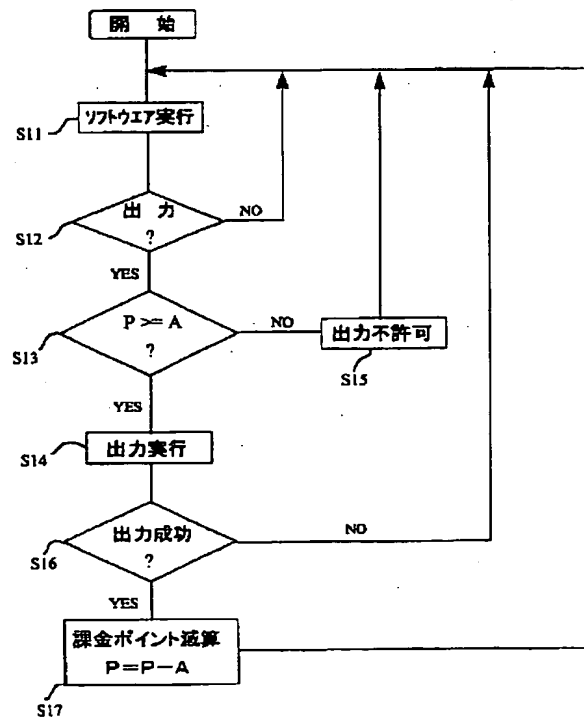 開 始
ソフトウエア実行
S11
出 力
?
NO
S12
YES
P >= A
?
NO
出力不許可
S13
S15
YES
出力実行
S14
出力成功
?
NO
S16
YES
課金ポイント減算
P=P-A
S17